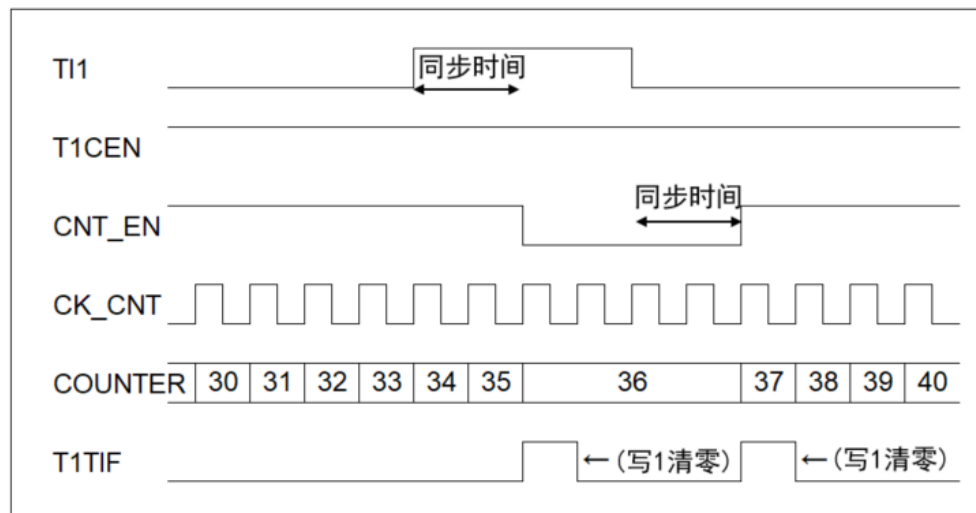 TI1
同步时间
T1CEN
CNT_EN
同步时间
CK_CNT
COUNTER 30 31 32 33 34 35 36 37 38 39 40
T1TIF ←(写1清零) ←(写1清零)